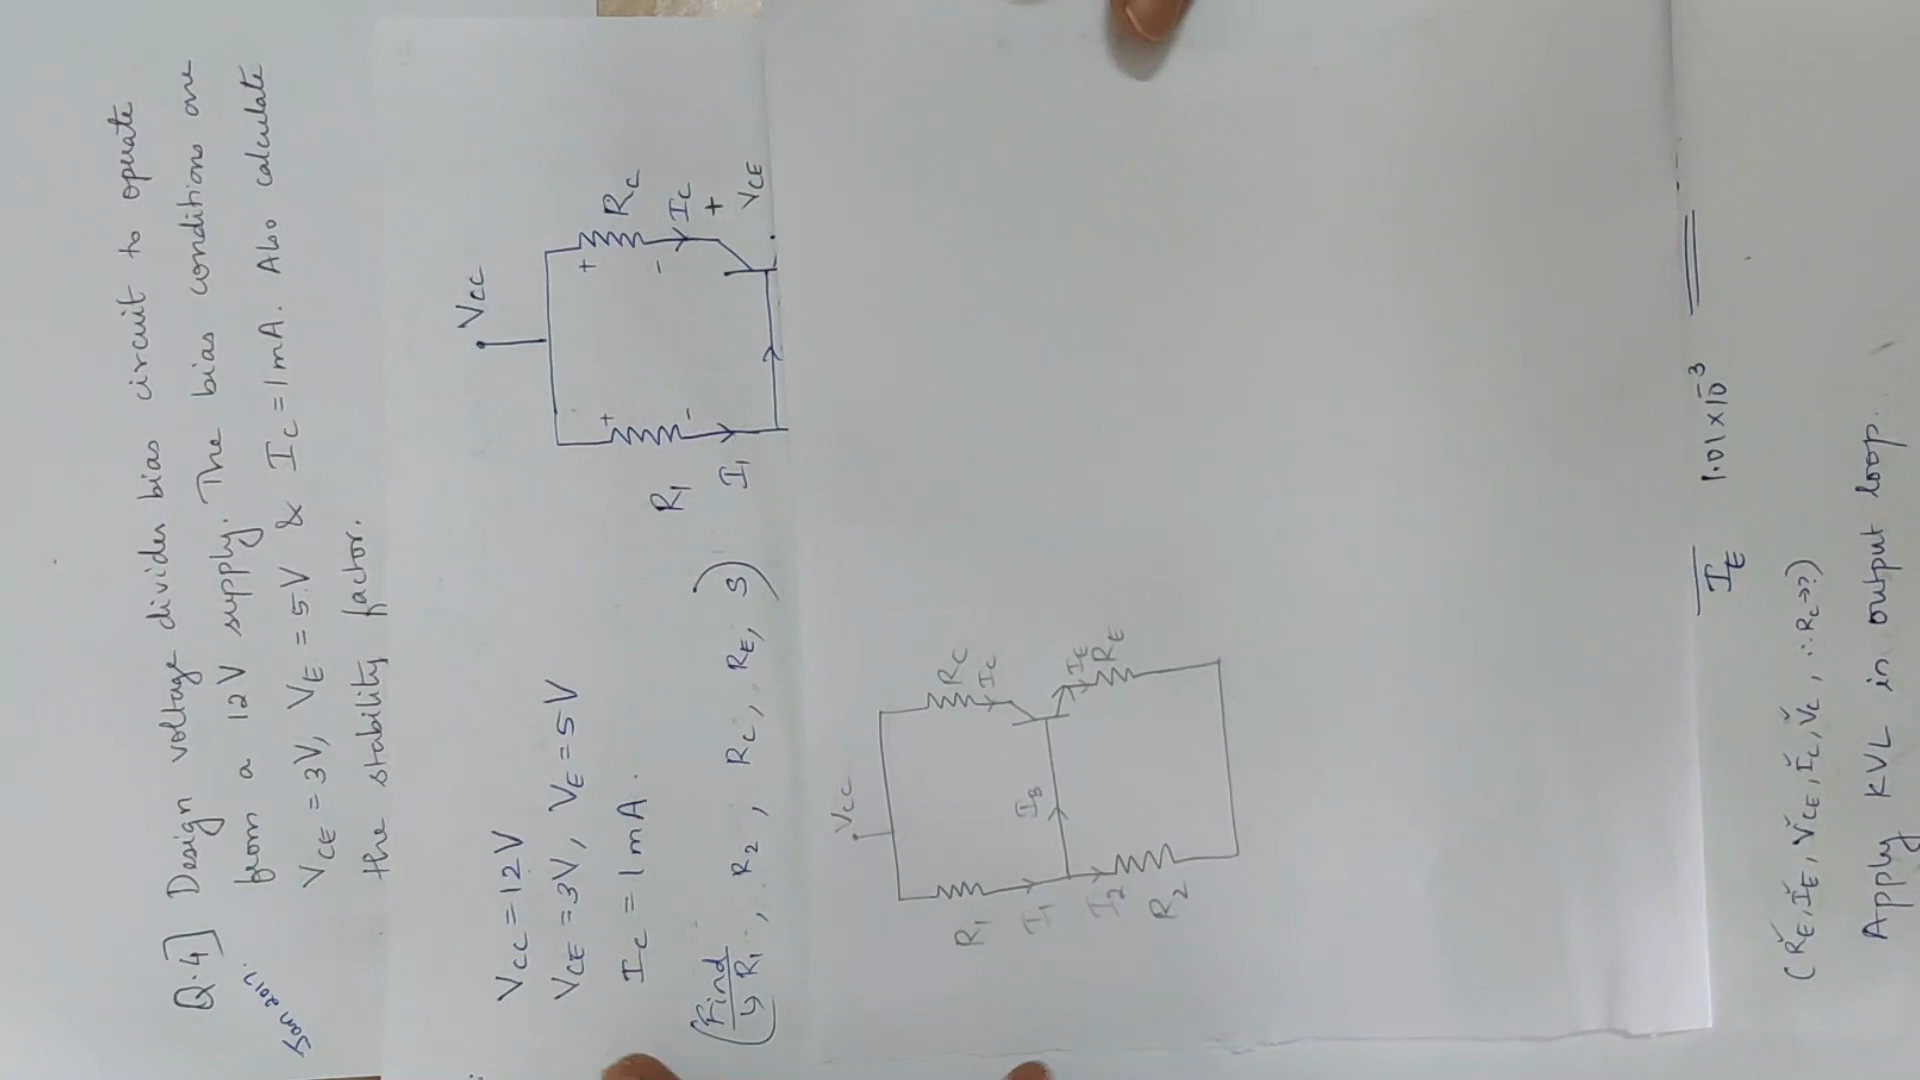 Q.4] Design voltage divider bias circuit to operate
from a 12V supply. The bias conditions are
VCE = 3V, VE = 5V & IC = 1mA. Also calculate
the stability factor.
Jan 2017.
VCC = 12V
VCE = 3V, VE = 5V
IC = 1mA.
(Find
↳ R1, R2, RC, RE, S)
VCC
+
RC
-
IC
+
VCE
+
R1
-
I1
VCC
RC
IC
IB
IE
RE
R1
I1
I2
R2
IE 1.01×10⁻³
(RE, IE, VCE, IC, VC, ∴ RC→??)
Apply KVL in output loop.